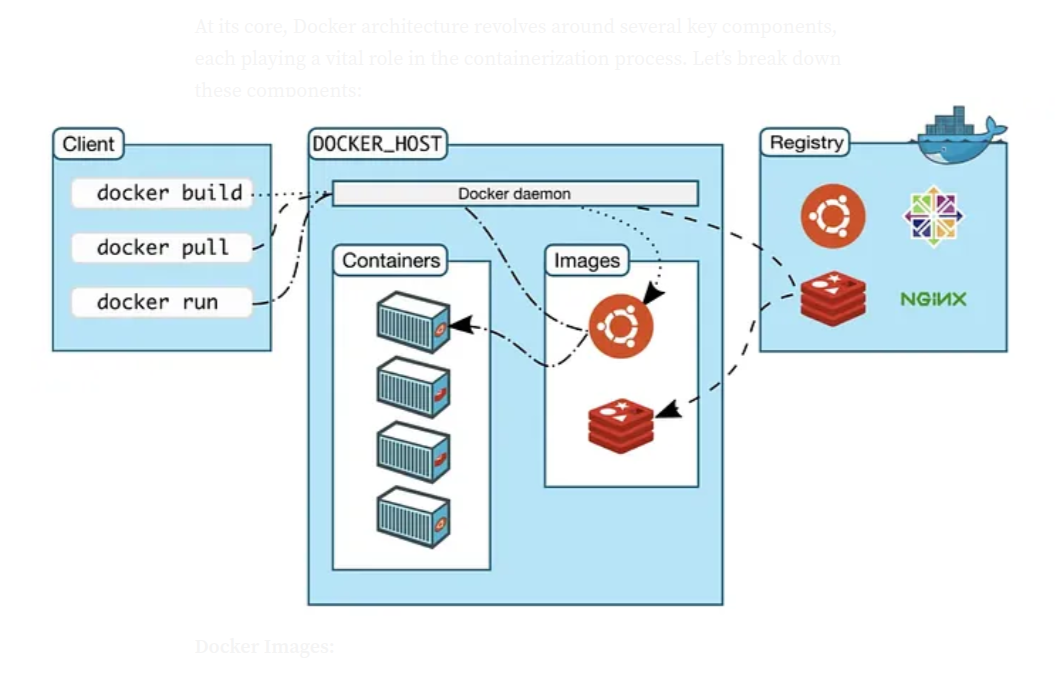 At its core, Docker architecture revolves around several key components,
each playing a vital role in the containerization process. Let's break down
these components:
Client
docker build
docker pull
docker run
DOCKER_HOST
Docker daemon
Containers
Images
Registry
NGINX
Docker Images: